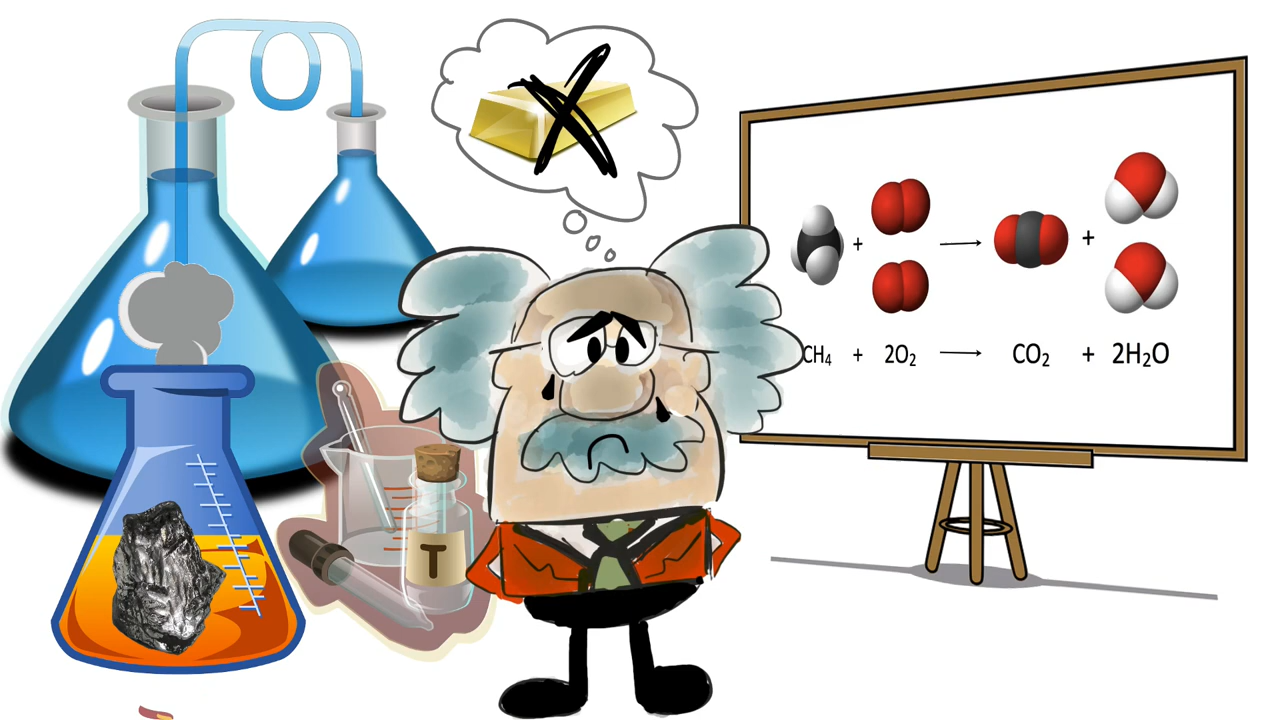 T
CH₄ + 2O₂ → CO₂ + 2H₂O